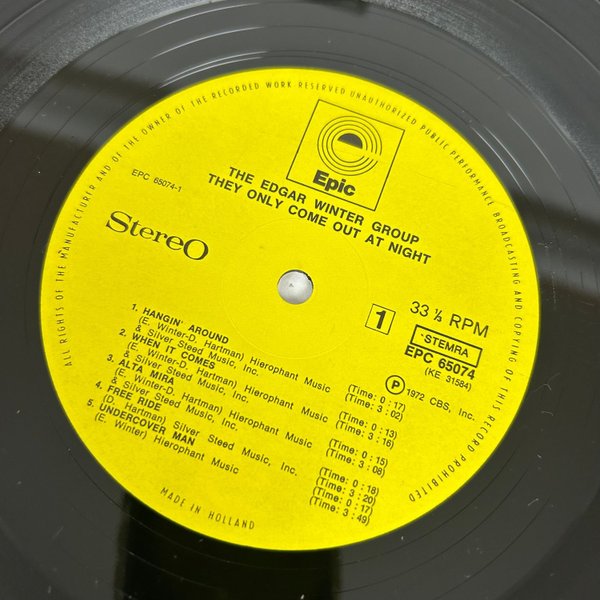 ALL RIGHTS OF THE MANUFACTURER AND OF THE OWNER OF THE RECORDED WORK RESERVED UNAUTHORIZED PUBLIC PERFORMANCE BROADCASTING AND COPYING OF THIS RECORD PROHIBITED
Epic
EPC 65074-1
THE EDGAR WINTER GROUP
THEY ONLY COME OUT AT NIGHT
StereO
1
33⅓ RPM
STEMRA
EPC 65074
(KE 31584)
Ⓟ 1972 CBS, Inc.
1. HANGIN' AROUND (Time: 0:17)
(E. Winter-D. Hartman) Hierophant Music
& Silver Steed Music, Inc. (Time: 3:02)
2. WHEN IT COMES (Time: 0:13)
(E. Winter-D. Hartman) Hierophant Music
& Silver Steed Music, Inc. (Time: 3:16)
3. ALTA MIRA (Time: 0:15)
(E. Winter-D. Hartman) Hierophant Music
& Silver Steed Music, Inc. (Time: 3:08)
4. FREE RIDE (Time: 0:18)
(D. Hartman) Silver Steed Music, Inc. (Time: 3:20)
5. UNDERCOVER MAN (Time: 0:17)
(E. Winter) Hierophant Music (Time: 3:49)
MADE IN HOLLAND